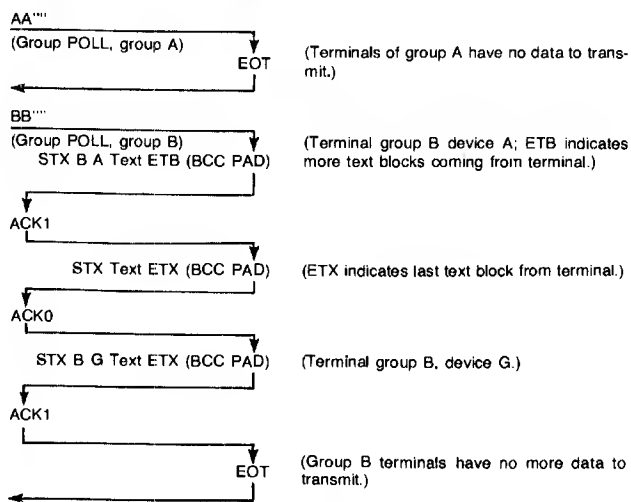 AA""
(Group POLL, group A)
EOT
(Terminals of group A have no data to trans-
mit.)
BB""
(Group POLL, group B)
STX B A Text ETB (BCC PAD)
(Terminal group B device A; ETB indicates
more text blocks coming from terminal.)
ACK1
STX Text ETX (BCC PAD)
(ETX indicates last text block from terminal.)
ACK0
STX B G Text ETX (BCC PAD)
(Terminal group B, device G.)
ACK1
EOT
(Group B terminals have no more data to
transmit.)